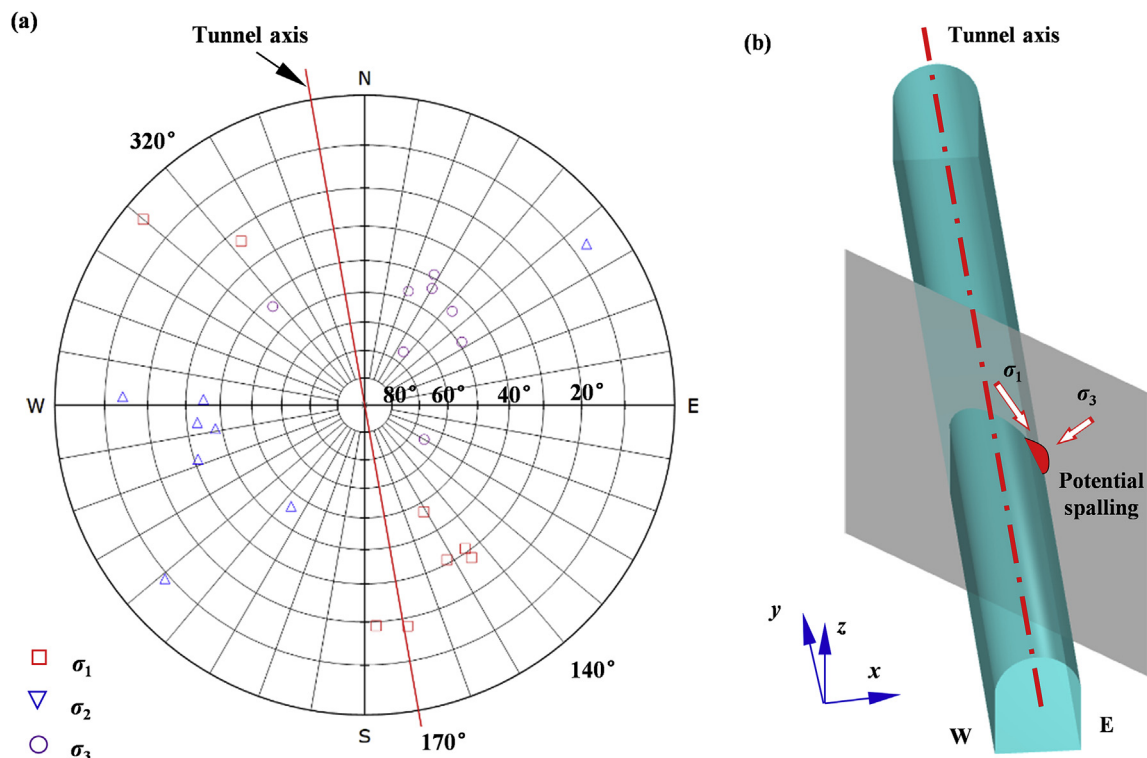 (a)
Tunnel axis
N
320°
W
80° 60° 40° 20°
E
140°
S
170°
σ1
σ2
σ3
(b)
Tunnel axis
σ1
σ3
Potential
spalling
y
z
x
W
E